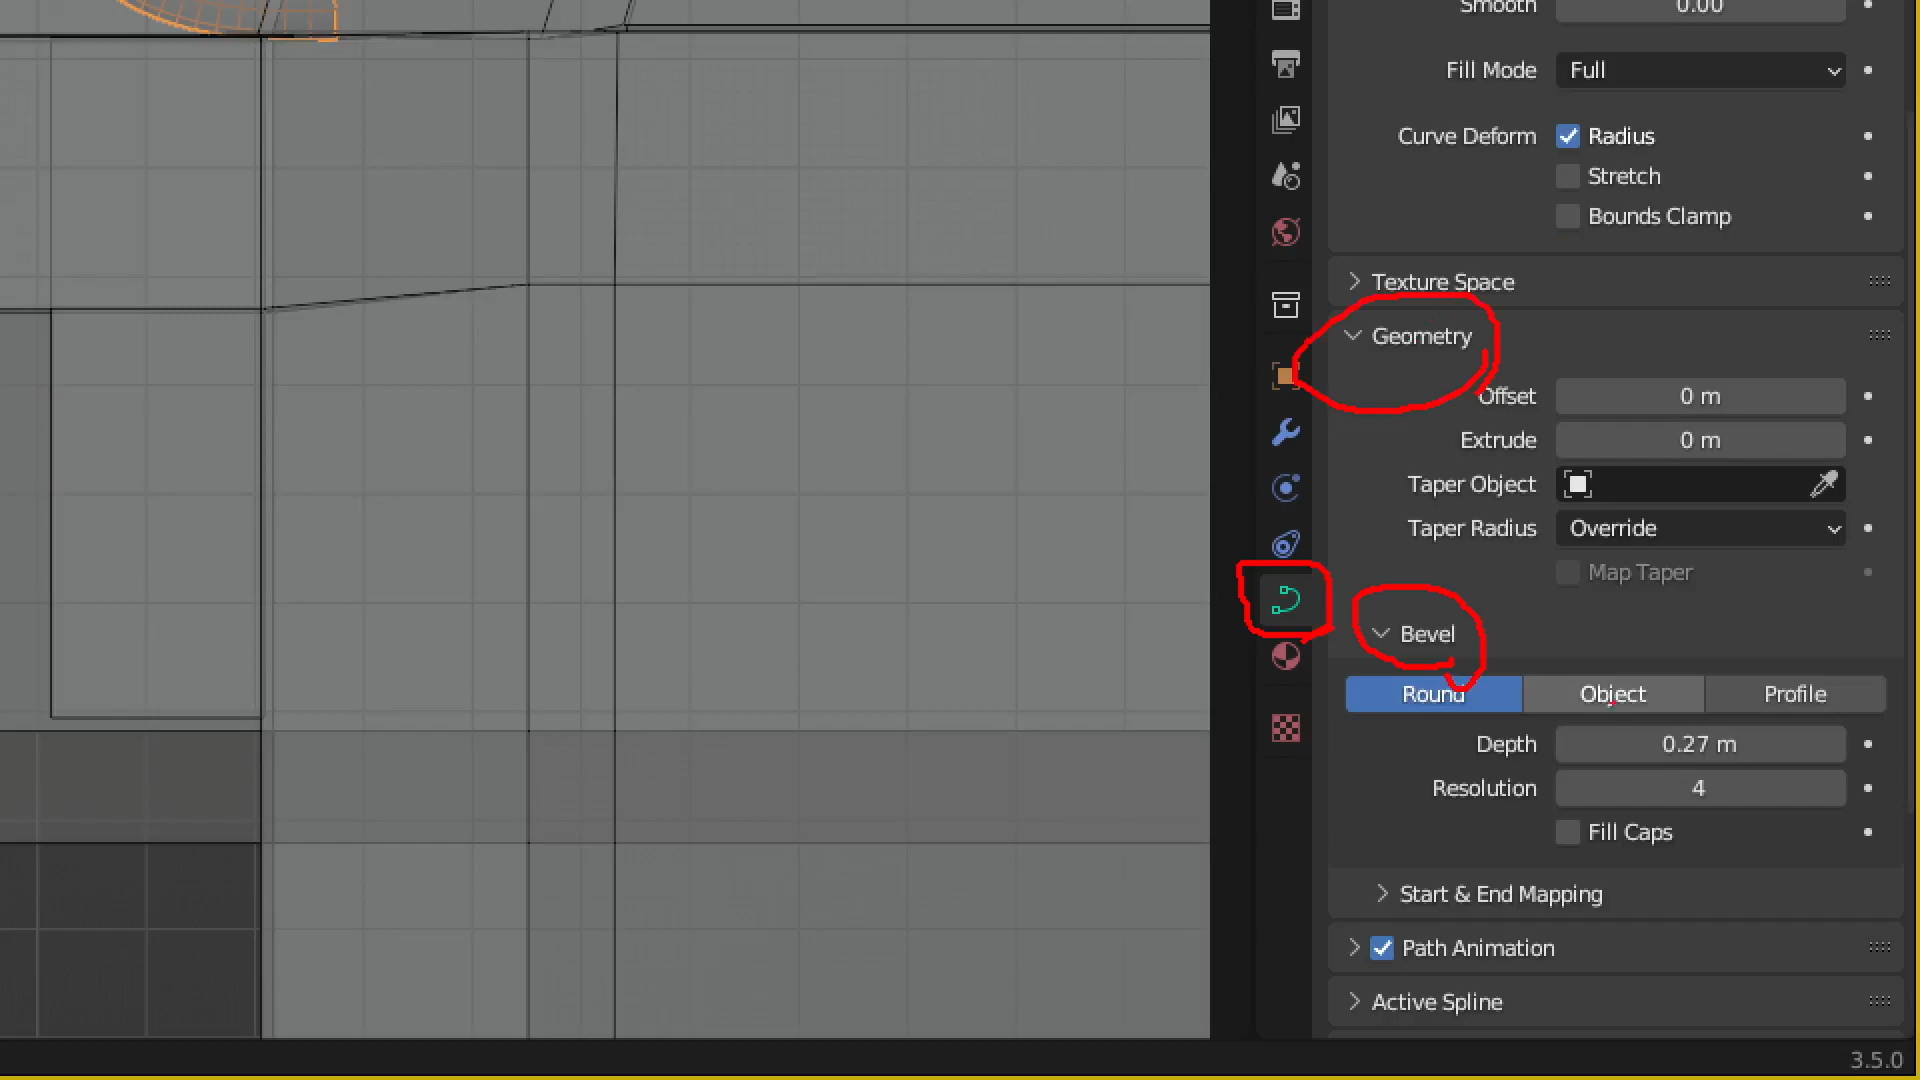 Smooth 0.00
Fill Mode Full
Curve Deform Radius
Stretch
Bounds Clamp
Texture Space
Geometry
Offset 0 m
Extrude 0 m
Taper Object
Taper Radius Override
Map Taper
Bevel
Round Object Profile
Depth 0.27 m
Resolution 4
Fill Caps
Start & End Mapping
Path Animation
Active Spline
3.5.0